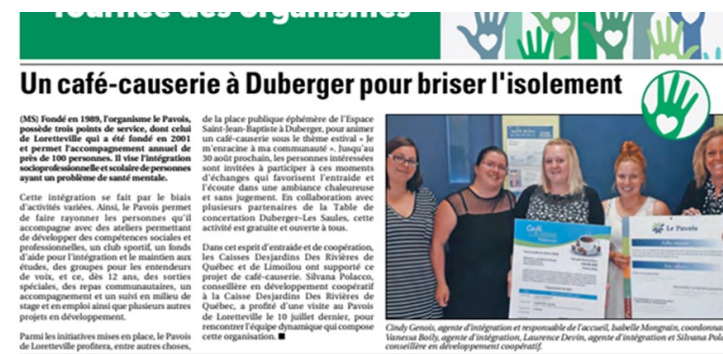 Tournée des organismes
Un café-causerie à Duberger pour briser l'isolement
(MS) Fondé en 1989, l'organisme le Pavois,
possède trois points de service, dont celui
de Loretteville qui a été fondé en 2001
et permet l'accompagnement annuel de
près de 100 personnes. Il vise l'intégration
socioprofessionnelle et scolaire de personnes
ayant un problème de santé mentale.
Cette intégration se fait par le biais
d'activités variées. Ainsi, le Pavois permet
de faire rayonner les personnes qu'il
accompagne avec des ateliers permettant
de développer des compétences sociales et
professionnelles, un club sportif, un fonds
d'aide pour l'intégration et le maintien aux
études, des groupes pour les entendeurs
de voix, et ce, dès 12 ans, des sorties
spéciales, des repas communautaires, un
accompagnement et un suivi en milieu de
stage et en emploi ainsi que plusieurs autres
projets en développement.
Parmi les initiatives mises en place, le Pavois
de Loretteville profitera, entre autres choses,
de la place publique éphémère de l'Espace
Saint-Jean-Baptiste à Duberger, pour animer
un café-causerie sous le thème estival « Je
m'enracine à ma communauté ». Jusqu'au
30 août prochain, les personnes intéressées
sont invitées à participer à ces moments
d'échanges qui favorisent l'entraide et
l'écoute dans une ambiance chaleureuse
et sans jugement. En collaboration avec
plusieurs partenaires de la Table de
concertation Duberger-Les Saules, cette
activité est gratuite et ouverte à tous.
Dans cet esprit d'entraide et de coopération,
les Caisses Desjardins Des Rivières de
Québec et de Limoilou ont supporté ce
projet de café-causerie. Silvana Polacco,
conseillère en développement coopératif
à la Caisse Desjardins Des Rivières de
Québec, a profité d'une visite au Pavois
de Loretteville le 10 juillet dernier, pour
rencontrer l'équipe dynamique qui compose
cette organisation. ■
Café
Le Pavois
Cindy Genois, agente d'intégration et responsable de l'accueil, Isabelle Mongrain, coordonna
Vanessa Boily, agente d'intégration, Laurence Devin, agente d'intégration et Silvana Pola
conseillère en développement coopératif.